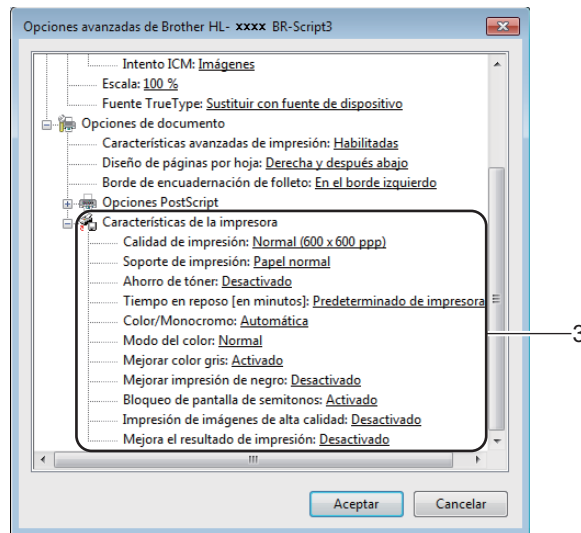 Opciones avanzadas de Brother HL- xxxx BR-Script3
Intento ICM: Imágenes
Escala: 100 %
Fuente TrueType: Sustituir con fuente de dispositivo
Opciones de documento
Características avanzadas de impresión: Habilitadas
Diseño de páginas por hoja: Derecha y después abajo
Borde de encuadernación de folleto: En el borde izquierdo
Opciones PostScript
Características de la impresora
Calidad de impresión: Normal (600 x 600 ppp)
Soporte de impresión: Papel normal
Ahorro de tóner: Desactivado
Tiempo en reposo [en minutos]: Predeterminado de impresora
Color/Monocromo: Automática
Modo del color: Normal
Mejorar color gris: Activado
Mejorar impresión de negro: Desactivado
Bloqueo de pantalla de semitonos: Activado
Impresión de imágenes de alta calidad: Desactivado
Mejora el resultado de impresión: Desactivado
3
Aceptar Cancelar